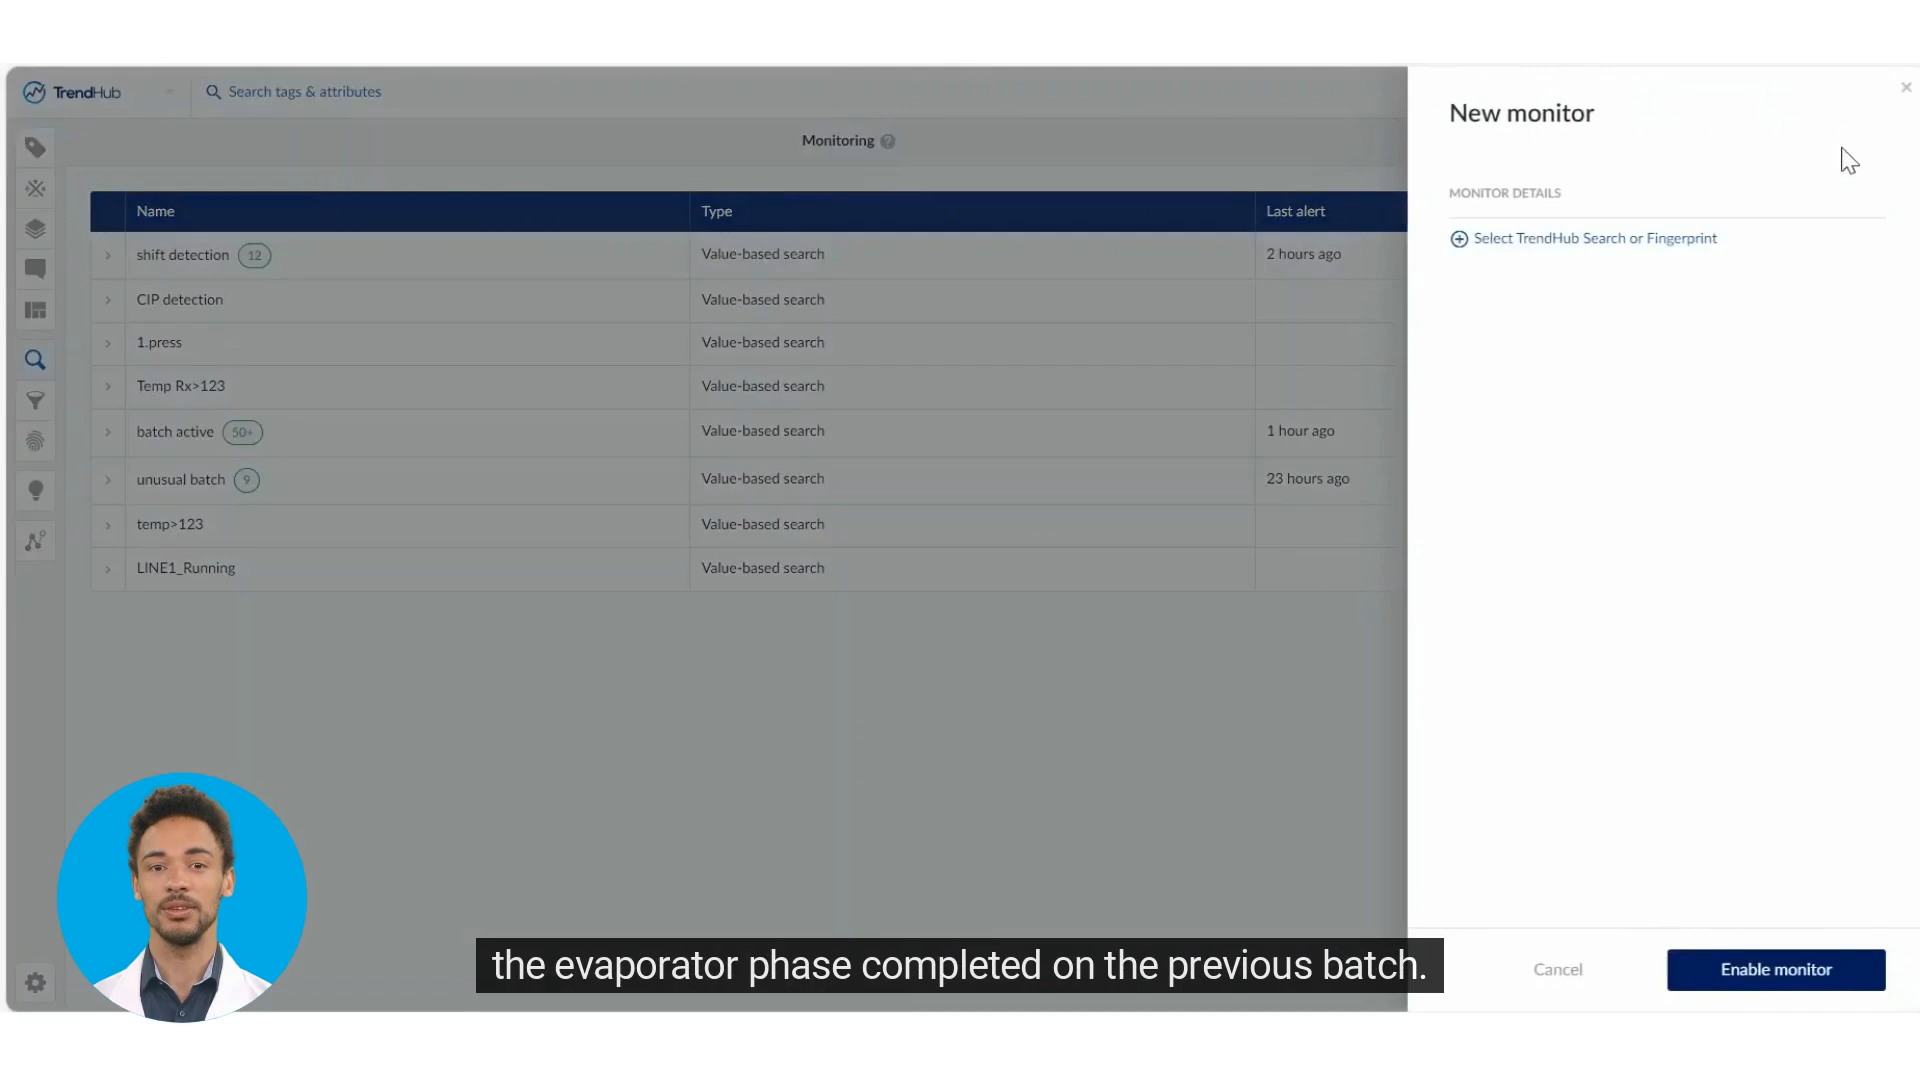 TrendHub
Search tags & attributes
Monitoring ?
Name Type Last alert
shift detection 12 Value-based search 2 hours ago
CIP detection Value-based search
1.press Value-based search
Temp Rx>123 Value-based search
batch active 50+ Value-based search 1 hour ago
unusual batch 9 Value-based search 23 hours ago
temp>123 Value-based search
LINE1_Running Value-based search
New monitor
MONITOR DETAILS
Select TrendHub Search or Fingerprint
Cancel Enable monitor
the evaporator phase completed on the previous batch.